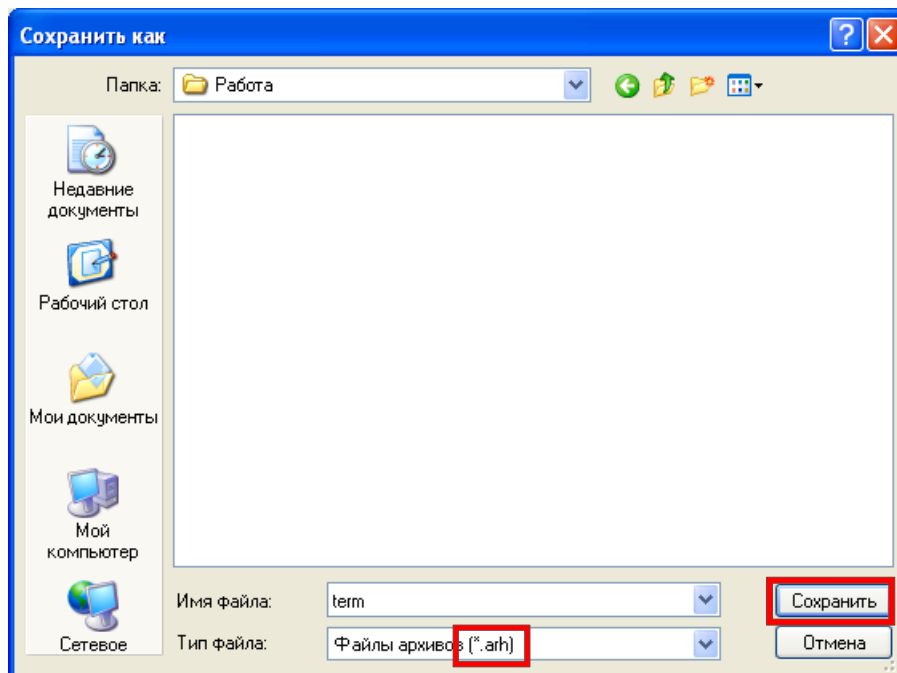 Сохранить как
Папка: Работа
Недавние
документы
Рабочий стол
Мои документы
Мой
компьютер
Сетевое
Имя файла: term Сохранить
Тип файла: Файлы архивов (*.arh) Отмена